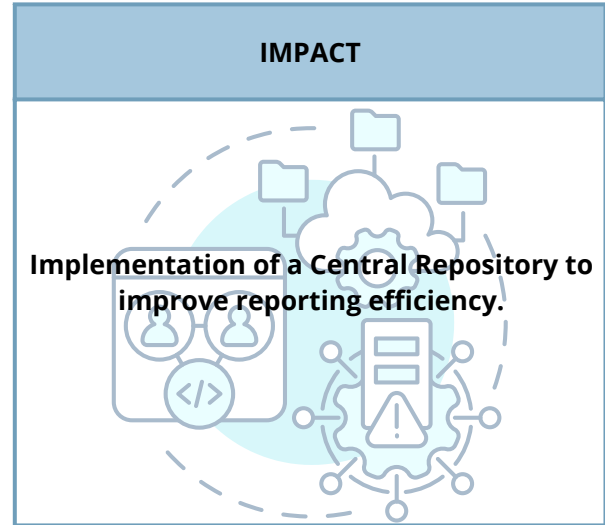 IMPACT
Implementation of a Central Repository to
improve reporting efficiency.
</>